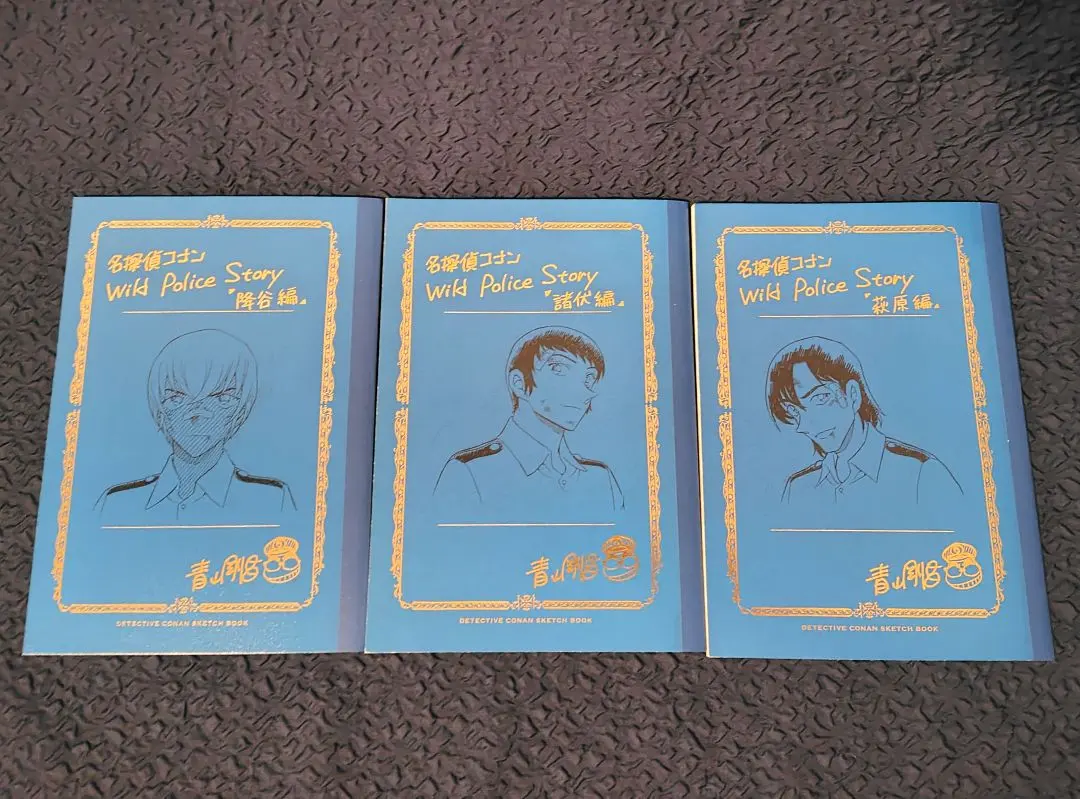 名探偵コナン
Wild Police Story
『降谷編』
青山剛昌
DETECTIVE CONAN SKETCH BOOK
名探偵コナン
Wild Police Story
『諸伏編』
青山剛昌
DETECTIVE CONAN SKETCH BOOK
名探偵コナン
Wild Police Story
『萩原編』
青山剛昌
DETECTIVE CONAN SKETCH BOOK